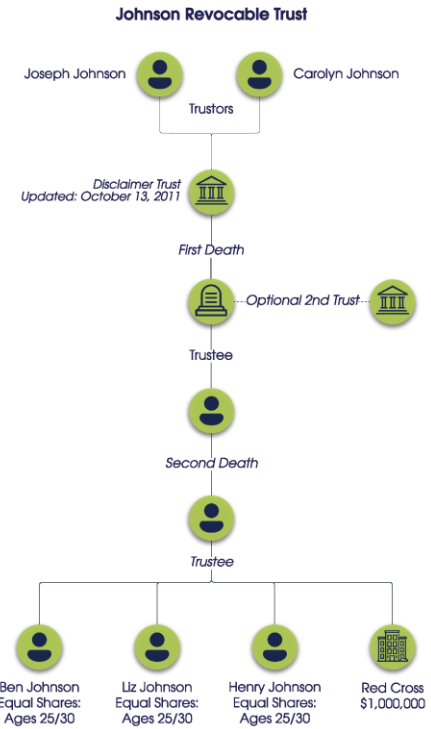 Johnson Revocable Trust
Joseph Johnson
Carolyn Johnson
Trustors
Disclaimer Trust
Updated: October 13, 2011
First Death
Optional 2nd Trust
Trustee
Second Death
Trustee
Ben Johnson
Equal Shares:
Ages 25/30
Liz Johnson
Equal Shares:
Ages 25/30
Henry Johnson
Equal Shares:
Ages 25/30
Red Cross
$1,000,000